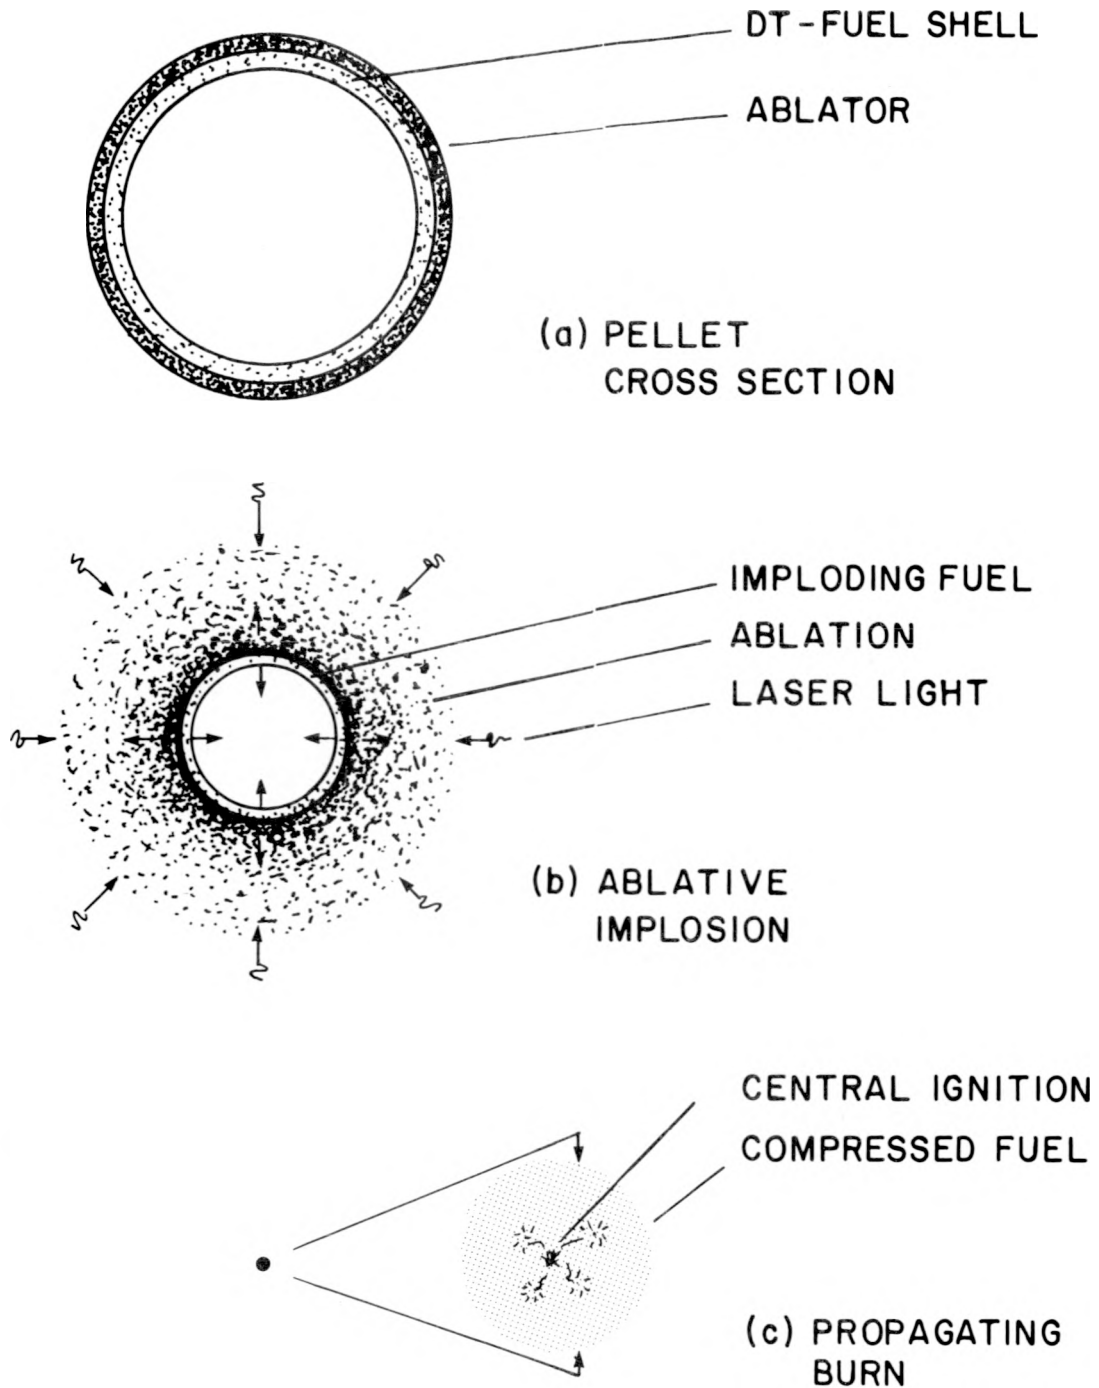 DT-FUEL SHELL
ABLATOR
(a) PELLET
CROSS SECTION
IMPLODING FUEL
ABLATION
LASER LIGHT
(b) ABLATIVE
IMPLOSION
CENTRAL IGNITION
COMPRESSED FUEL
(c) PROPAGATING
BURN